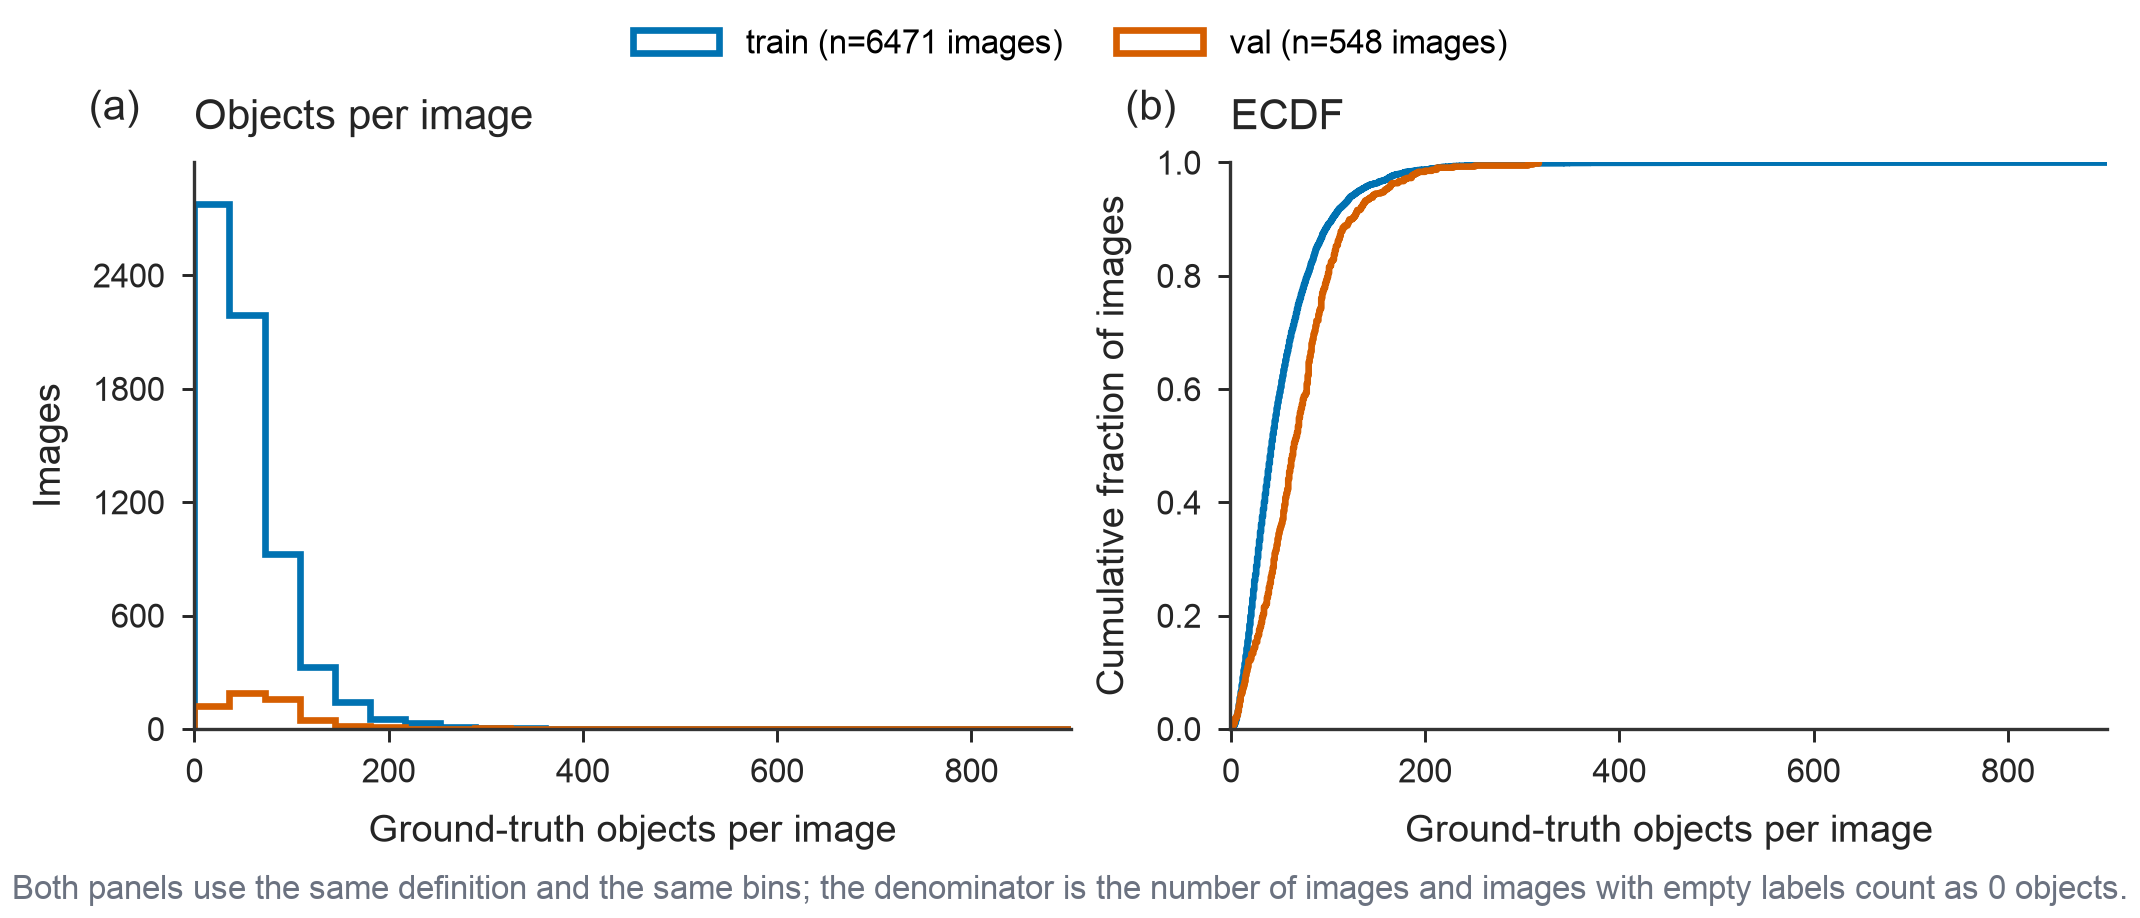 train (n=6471 images)
val (n=548 images)
(a)
Objects per image
Images
2400
1800
1200
600
0
0
200
400
600
800
Ground-truth objects per image
(b)
ECDF
Cumulative fraction of images
1.0
0.8
0.6
0.4
0.2
0.0
0
200
400
600
800
Ground-truth objects per image
Both panels use the same definition and the same bins; the denominator is the number of images and images with empty labels count as 0 objects.